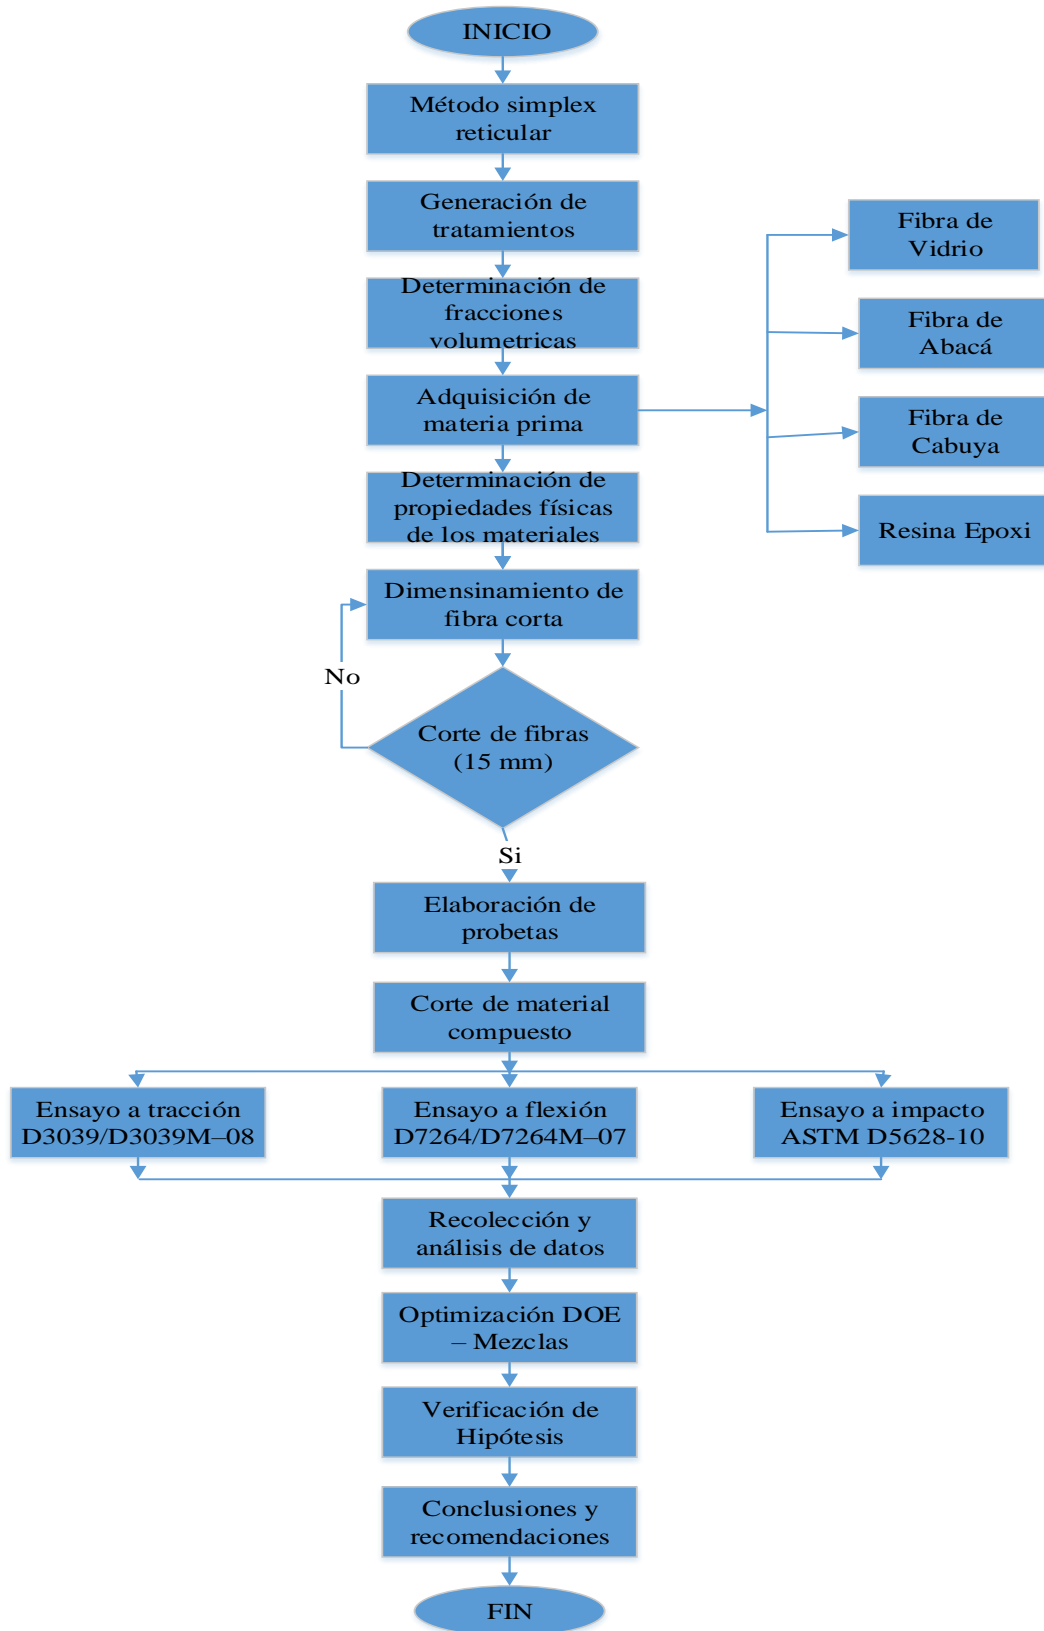 INICIO
Método simplex
reticular
Generación de
tratamientos
Determinación de
fracciones
volumetricas
Adquisición de
materia prima
Fibra de
Vidrio
Fibra de
Abacá
Fibra de
Cabuya
Resina Epoxi
Determinación de
propiedades físicas
de los materiales
Dimensinamiento de
fibra corta
No
Corte de fibras
(15 mm)
Si
Elaboración de
probetas
Corte de material
compuesto
Ensayo a tracción
D3039/D3039M–08
Ensayo a flexión
D7264/D7264M–07
Ensayo a impacto
ASTM D5628-10
Recolección y
análisis de datos
Optimización DOE
– Mezclas
Verificación de
Hipótesis
Conclusiones y
recomendaciones
FIN